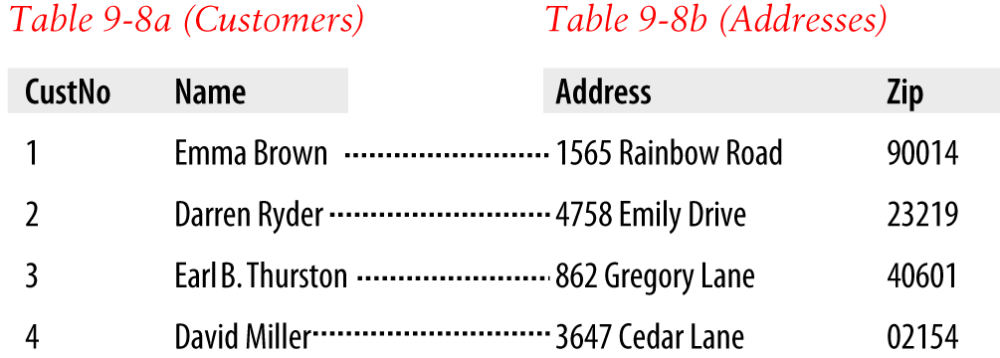 Table 9-8a (Customers) Table 9-8b (Addresses)
CustNo Name Address Zip
1 Emma Brown 1565 Rainbow Road 90014
2 Darren Ryder 4758 Emily Drive 23219
3 Earl B. Thurston 862 Gregory Lane 40601
4 David Miller 3647 Cedar Lane 02154